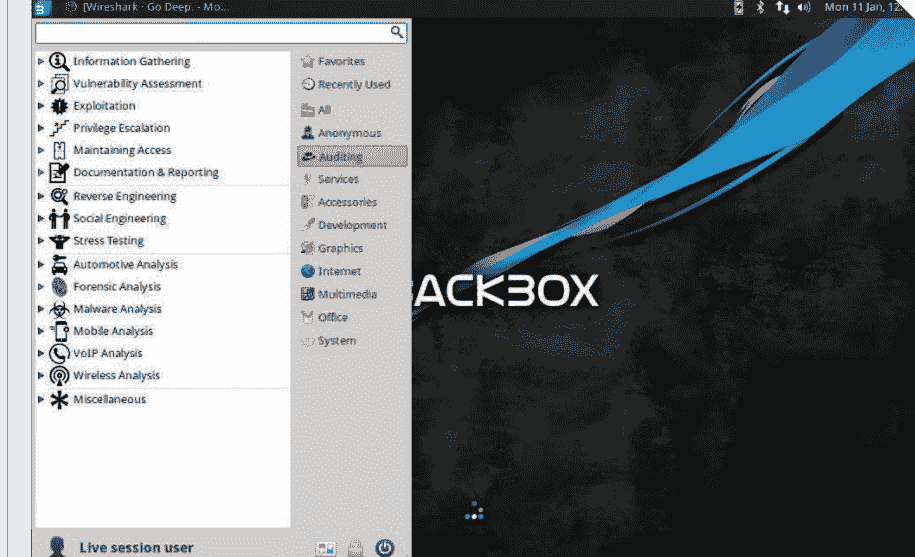 [Wireshark · Go Deep. - Mo...
Mon 11 Jan, 12:
Information Gathering
Vulnerability Assessment
Exploitation
Privilege Escalation
Maintaining Access
Documentation & Reporting
Reverse Engineering
Social Engineering
Stress Testing
Automotive Analysis
Forensic Analysis
Malware Analysis
Mobile Analysis
VoIP Analysis
Wireless Analysis
Miscellaneous
Favorites
Recently Used
All
Anonymous
Auditing
Services
Accessories
Development
Graphics
Internet
Multimedia
Office
System
ACKBOX
Live session user